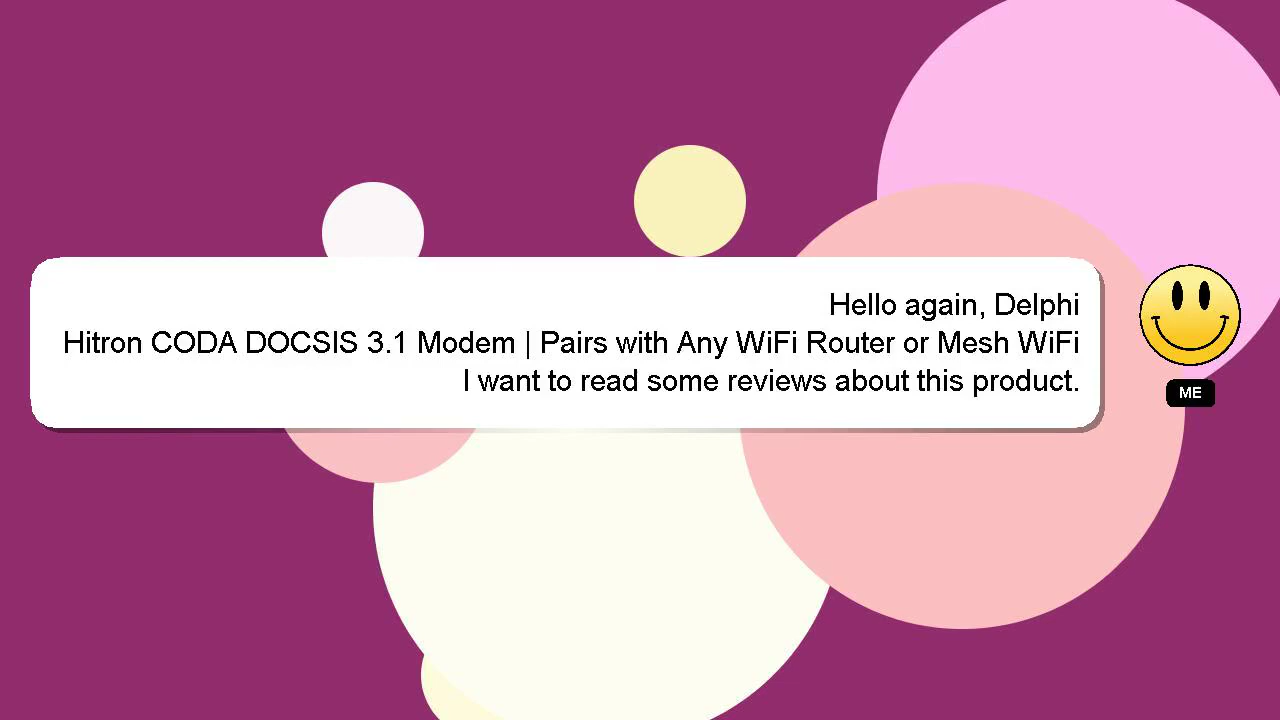 Hello again, Delphi
Hitron CODA DOCSIS 3.1 Modem | Pairs with Any WiFi Router or Mesh WiFi
I want to read some reviews about this product.
ME